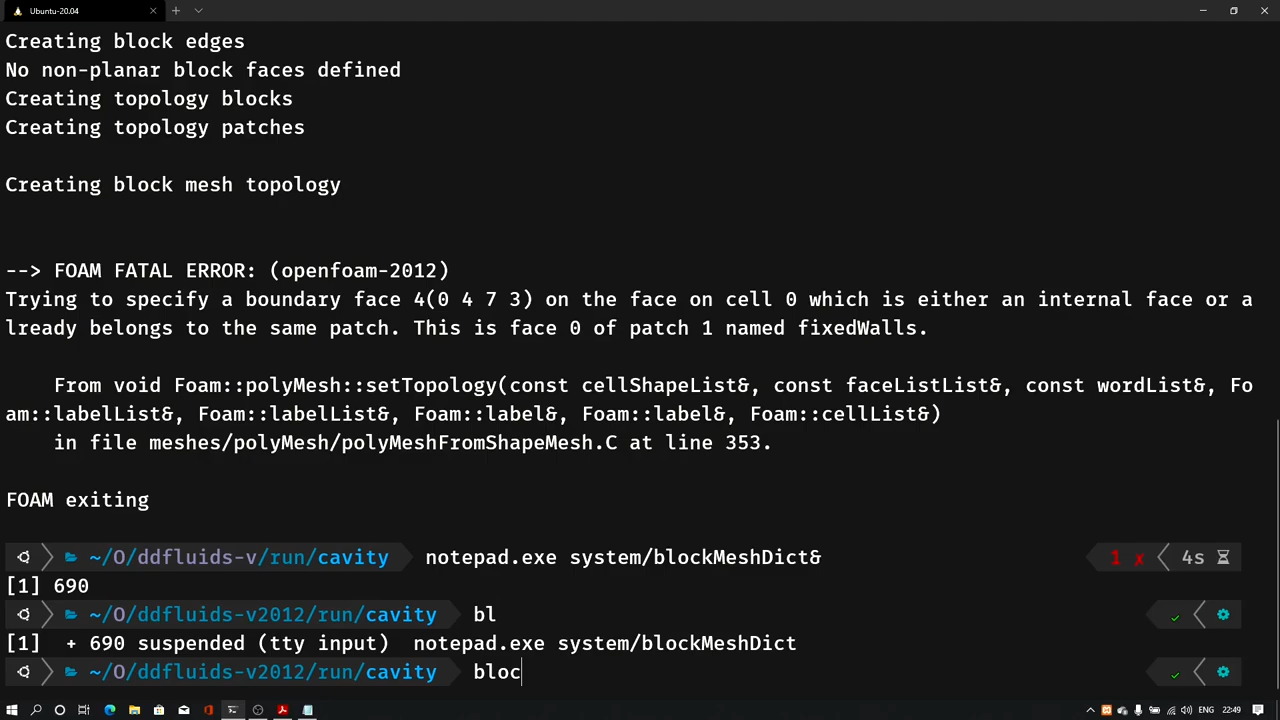 Ubuntu-20.04
Creating block edges
No non-planar block faces defined
Creating topology blocks
Creating topology patches
Creating block mesh topology
--> FOAM FATAL ERROR: (openfoam-2012)
Trying to specify a boundary face 4(0 4 7 3) on the face on cell 0 which is either an internal face or a
lready belongs to the same patch. This is face 0 of patch 1 named fixedWalls.
From void Foam::polyMesh::setTopology(const cellShapeList&, const faceListList&, const wordList&, Fo
am::labelList&, Foam::labelList&, Foam::label&, Foam::label&, Foam::cellList&)
in file meshes/polyMesh/polyMeshFromShapeMesh.C at line 353.
FOAM exiting
~/O/ddfluids-v/run/cavity notepad.exe system/blockMeshDict& 1 x 4s
[1] 690
~/O/ddfluids-v2012/run/cavity bl
[1] + 690 suspended (tty input) notepad.exe system/blockMeshDict
~/O/ddfluids-v2012/run/cavity bloc
ENG 22:49